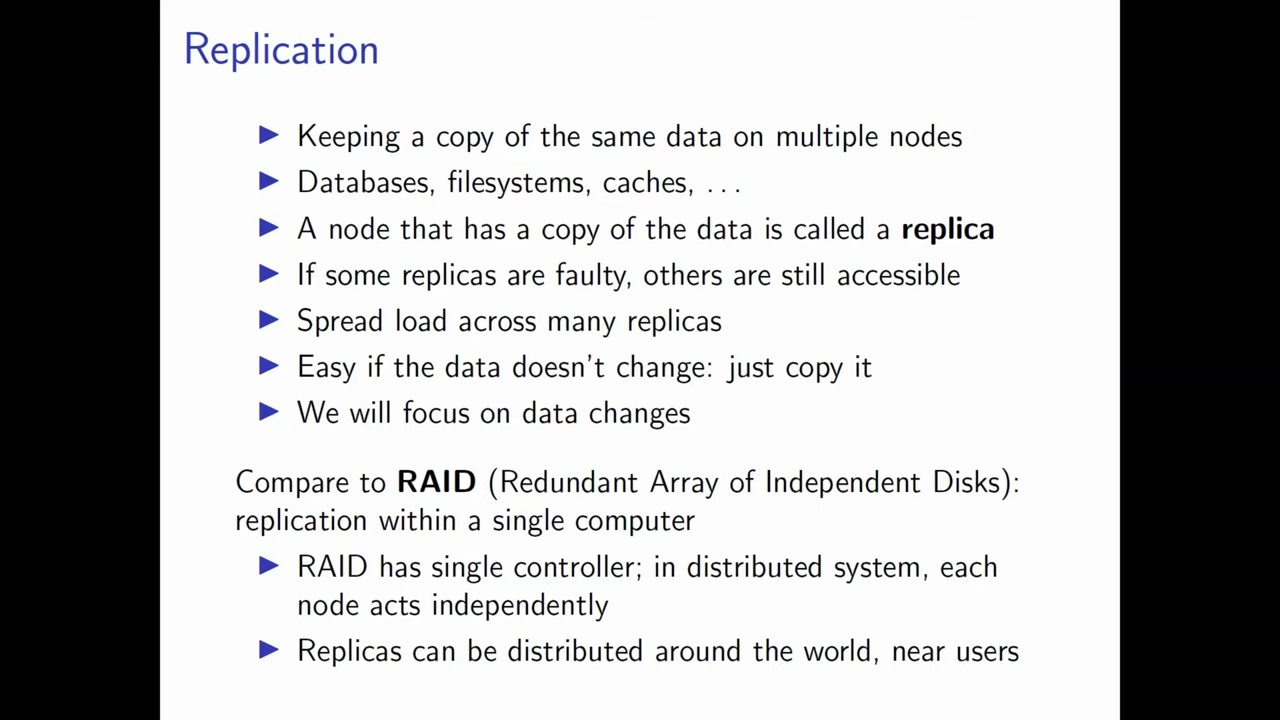 Replication
▶ Keeping a copy of the same data on multiple nodes
▶ Databases, filesystems, caches, ...
▶ A node that has a copy of the data is called a replica
▶ If some replicas are faulty, others are still accessible
▶ Spread load across many replicas
▶ Easy if the data doesn't change: just copy it
▶ We will focus on data changes
Compare to RAID (Redundant Array of Independent Disks):
replication within a single computer
▶ RAID has single controller; in distributed system, each
node acts independently
▶ Replicas can be distributed around the world, near users